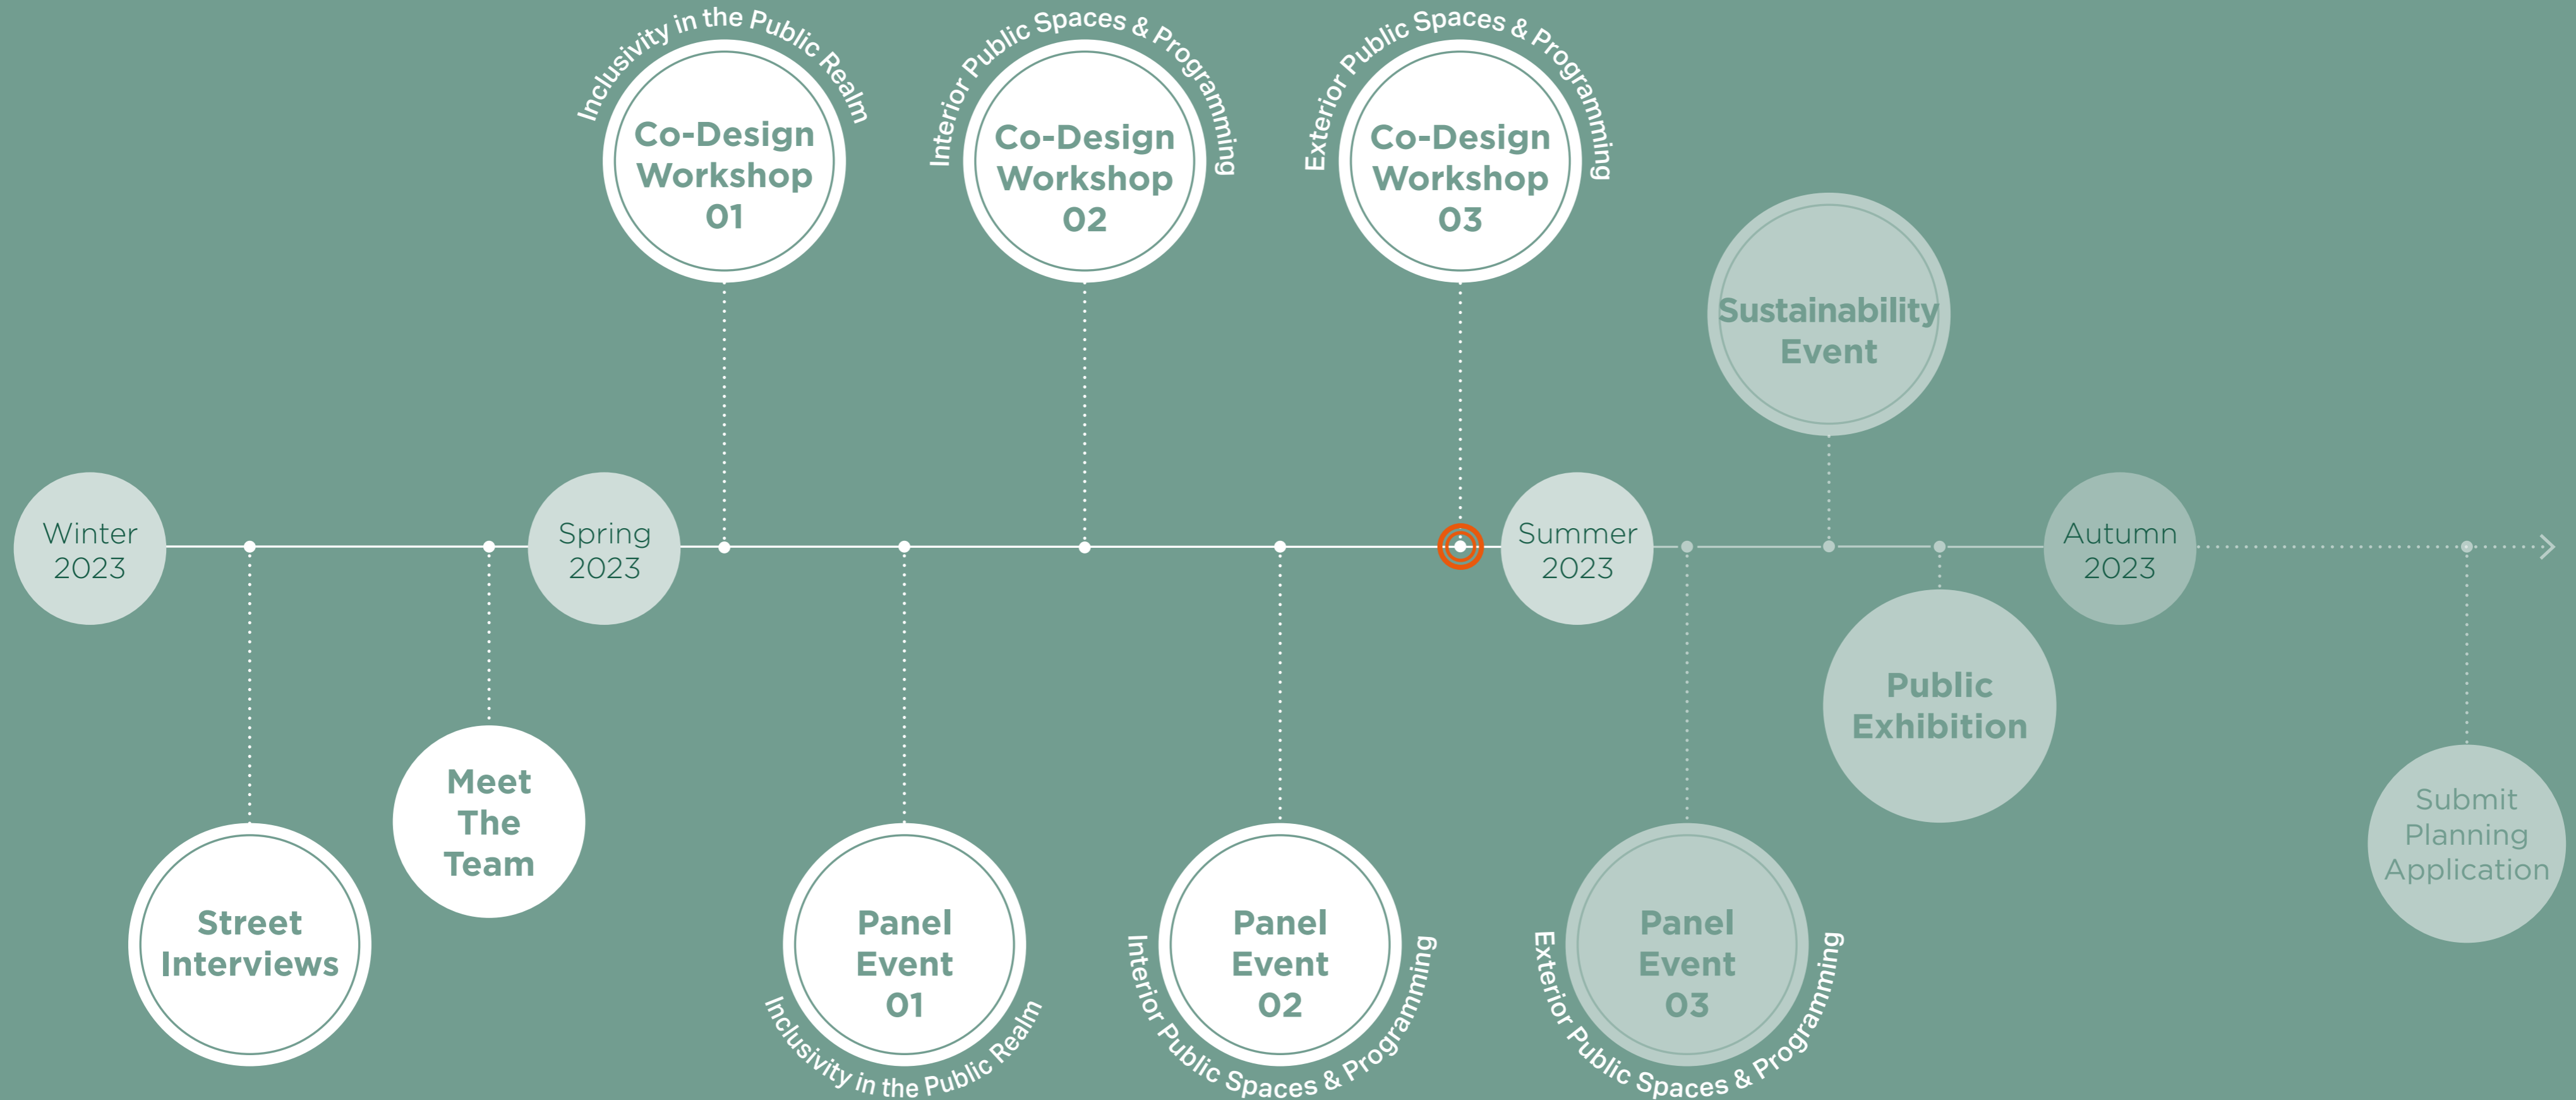 Inclusivity in the Public Realm
Co-Design
Workshop
01
Interior Public Spaces & Programming
Co-Design
Workshop
02
Exterior Public Spaces & Programming
Co-Design
Workshop
03
Sustainability
Event
Winter
2023
Spring
2023
Summer
2023
Autumn
2023
Street
Interviews
Meet
The
Team
Panel
Event
01
Inclusivity in the Public Realm
Panel
Event
02
Interior Public Spaces & Programming
Panel
Event
03
Exterior Public Spaces & Programming
Public
Exhibition
Submit
Planning
Application